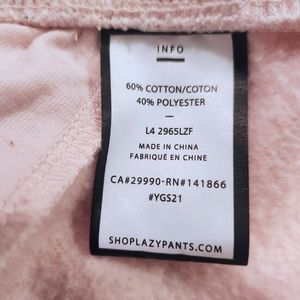 INFO
60% COTTON/COTON
40% POLYESTER
L4 2965LZF
MADE IN CHINA
FABRIQUÉ EN CHINE
CA#29990-RN#141866
#YGS21
SHOPLAZYPANTS.COM